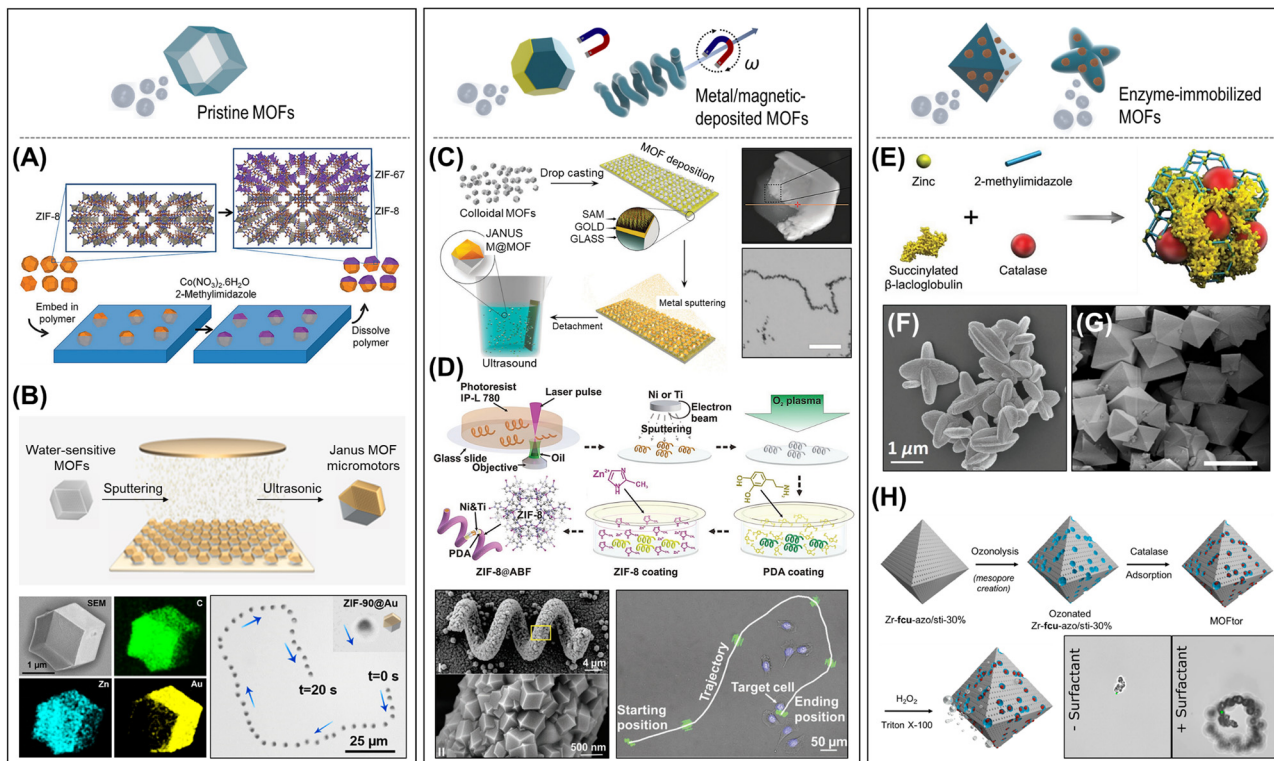 Pristine MOFs
(A)
ZIF-67
ZIF-8
ZIF-8
Co(NO3)2.6H2O
2-Methylimidazole
Embed in
polymer
Dissolve
polymer
(B)
Water-sensitive
MOFs
Sputtering
Ultrasonic
Janus MOF
micromotors
SEM
1 µm
C
Zn
Au
ZIF-90@Au
t=0 s
t=20 s
25 µm
ω
Metal/magnetic-
deposited MOFs
(C)
Colloidal MOFs
Drop casting
MOF deposition
SAM
GOLD
GLASS
JANUS
M@MOF
Metal sputtering
Detachment
Ultrasound
(D)
Photoresist
IP-L 780
Laser pulse
Glass slide
Oil
Objective
Ni or Ti
Electron
beam
Sputtering
O2 plasma
Zn2+
CH3
NH2
HO
HO
Ni&Ti
ZIF-8
PDA
ZIF-8@ABF
ZIF-8 coating
PDA coating
I
4 µm
II
500 nm
Trajectory
Target cell
Starting
position
Ending
position
50 µm
Enzyme-immobilized
MOFs
(E)
Zinc
2-methylimidazole
+
Succinylated
β-lacloglobulin
Catalase
(F)
1 µm
(G)
(H)
Ozonolysis
(mesopore
creation)
Catalase
Adsorption
Zr-fcu-azo/sti-30%
Ozonated
Zr-fcu-azo/sti-30%
MOFtor
H2O2
Triton X-100
- Surfactant
+ Surfactant